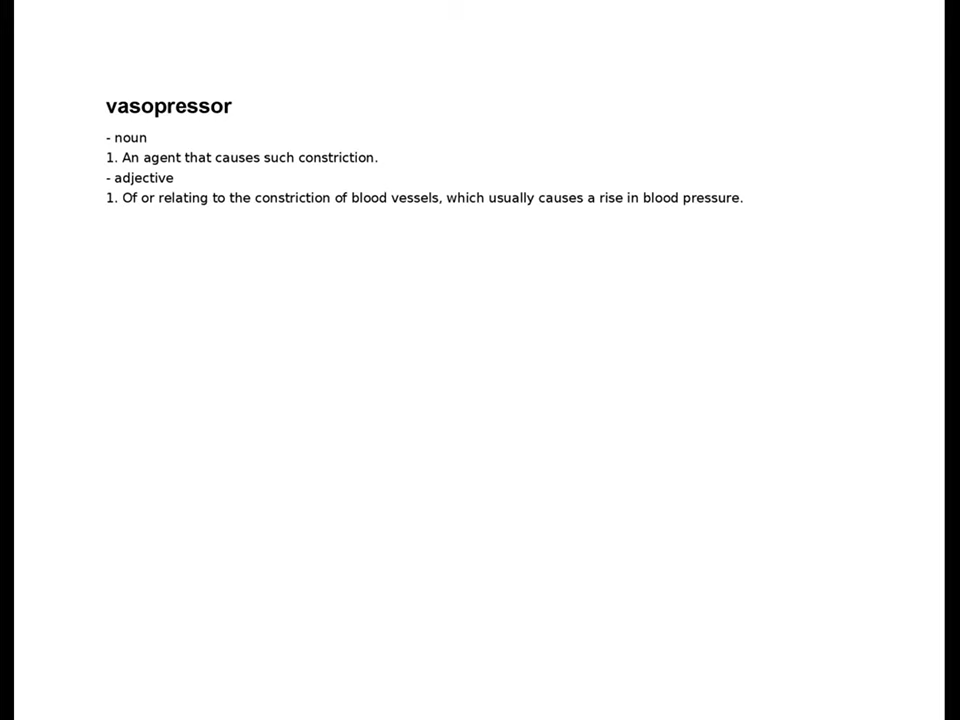 vasopressor
- noun
1. An agent that causes such constriction.
- adjective
1. Of or relating to the constriction of blood vessels, which usually causes a rise in blood pressure.